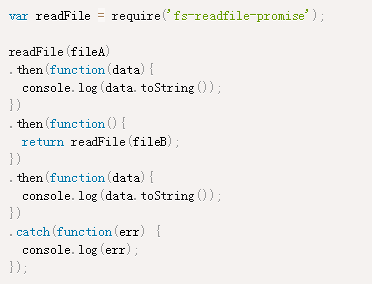 var readFile = require('fs-readfile-promise');

readFile(fileA)
.then(function(data){
  console.log(data.toString());
})
.then(function(){
  return readFile(fileB);
})
.then(function(data){
  console.log(data.toString());
})
.catch(function(err) {
  console.log(err);
});